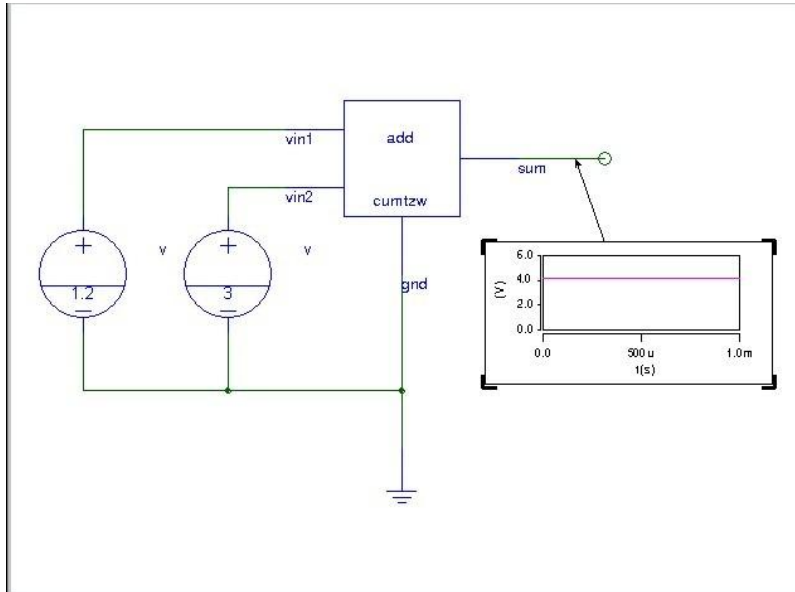 vin1
add
sum
vin2
cumtzw
v
v
1.2
3
gnd
(V)
6.0
4.0
2.0
0.0
0.0
500u
1.0m
t(s)